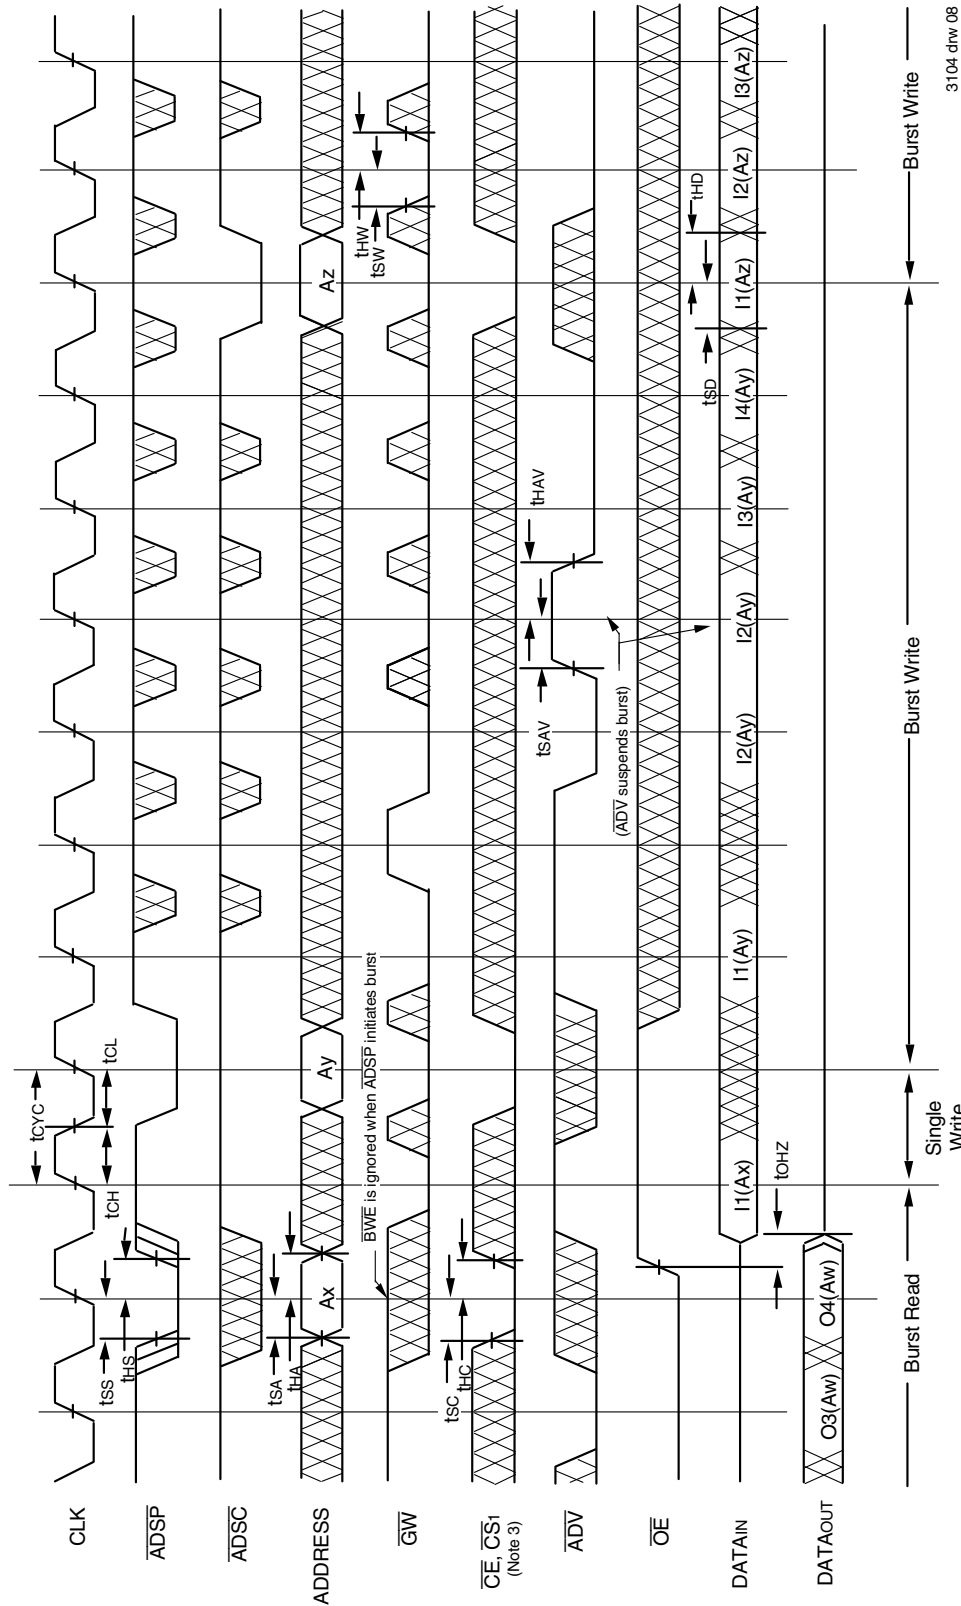 CLK
ADSP
ADSC
ADDRESS
GW
CE, CS1
(Note 3)
ADV
OE
DATAIN
DATAOUT
tCYC
tCH
tCL
tSS
tHS
tSA
tHA
Ax
Ay
Az
BWE is ignored when ADSP initiates burst
tHW
tSW
tSC
tHC
tSAV
tHAV
(ADV suspends burst)
tSD
tHD
I1(Ax)
I1(Ay)
I2(Ay)
I2(Ay)
I3(Ay)
I4(Ay)
I1(Az)
I2(Az)
I3(Az)
tOHZ
O3(Aw)
O4(Aw)
Burst Read
Single
Write
Burst Write
Burst Write
3104 drw 08